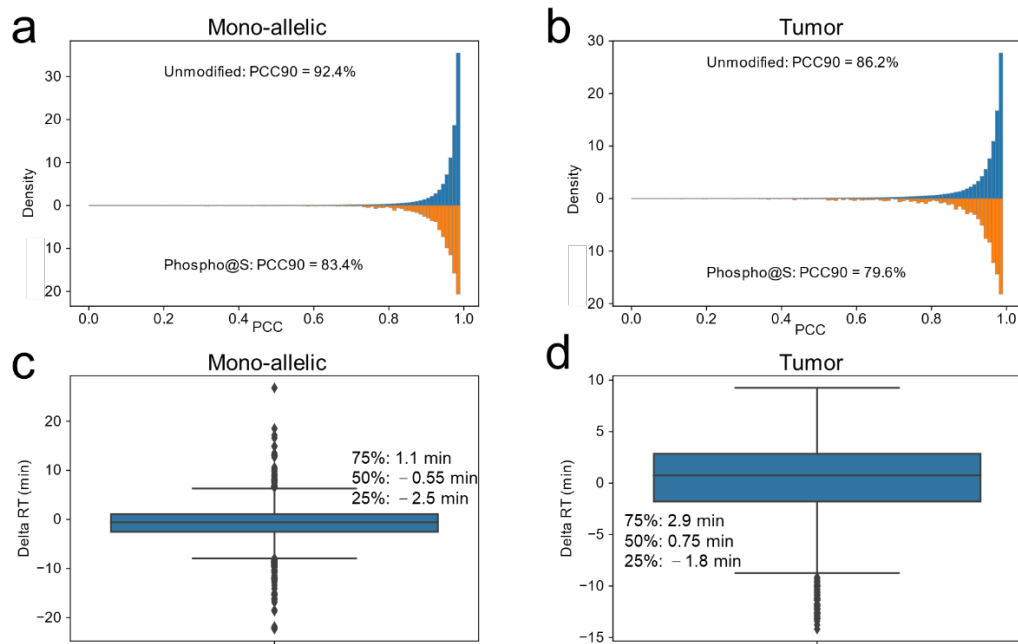 a
Mono-allelic
Unmodified: PCC90 = 92.4%
Phospho@S: PCC90 = 83.4%
Density
30
20
10
0
10
20
0.0 0.2 0.4 0.6 0.8 1.0
PCC
b
Tumor
Unmodified: PCC90 = 86.2%
Phospho@S: PCC90 = 79.6%
Density
30
20
10
0
10
20
0.0 0.2 0.4 0.6 0.8 1.0
PCC
c
Mono-allelic
75%: 1.1 min
50%: −0.55 min
25%: −2.5 min
Delta RT (min)
20
10
0
−10
−20
d
Tumor
75%: 2.9 min
50%: 0.75 min
25%: −1.8 min
Delta RT (min)
10
5
0
−5
−10
−15